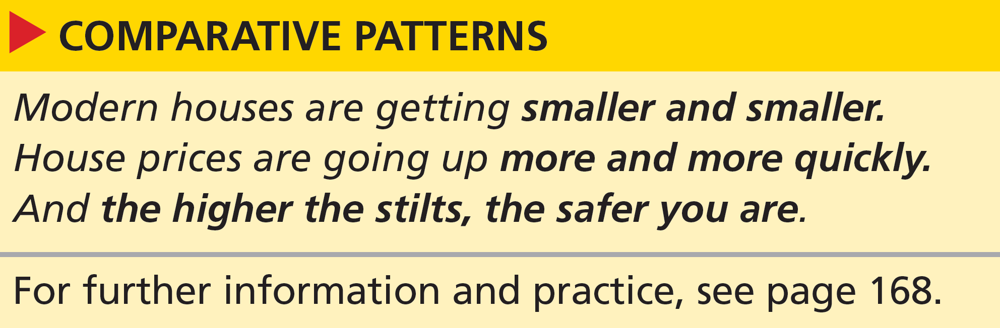 COMPARATIVE PATTERNS
Modern houses are getting smaller and smaller.
House prices are going up more and more quickly.
And the higher the stilts, the safer you are.
For further information and practice, see page 168.